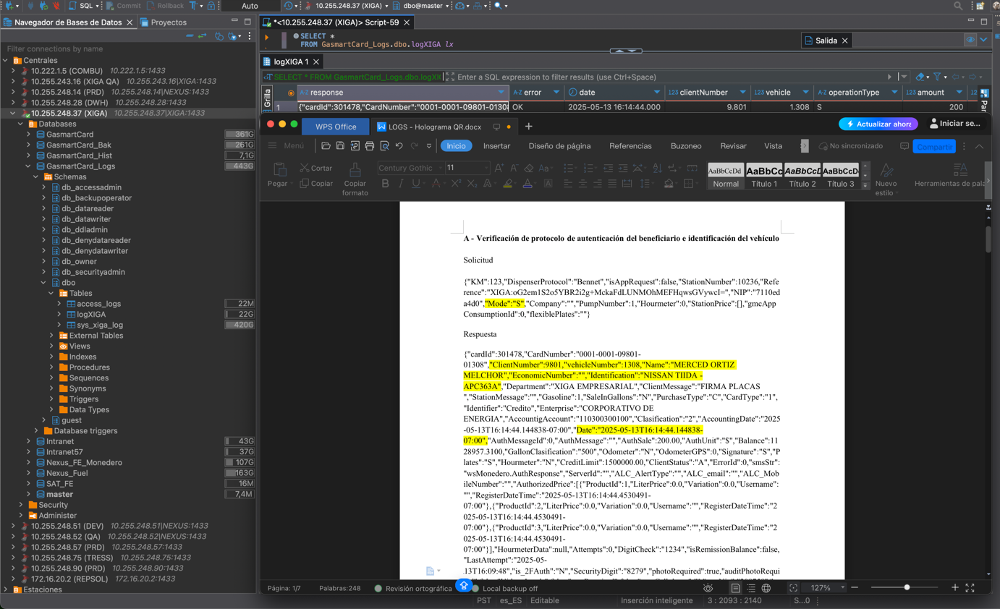 SQL
Commit
Rollback
Auto
10.255.248.37 (XIGA)
dbo@master
Navegador de Bases de Datos
Proyectos
Filter connections by name
Centrales
10.222.1.5 (COMBU) 10.222.1.5:1433
10.255.243.16 (XIGA QA) 10.255.243.16|XIGA:1433
10.255.248.14 (PRD) 10.255.248.14|NEXUS:1433
10.255.248.28 (DWH) 10.255.248.28:1433
10.255.248.37 (XIGA) 10.255.248.37|XIGA:1433
Databases
GasmartCard 361G
GasmartCard_Bak 261G
GasmartCard_Hist 7,1G
GasmartCard_Logs 443G
Schemas
db_accessadmin
db_backupoperator
db_datareader
db_datawriter
db_ddladmin
db_denydatareader
db_denydatawriter
db_owner
db_securityadmin
dbo
Tables
access_logs 22M
logXIGA 22G
sys_xiga_log 420G
External Tables
Views
Indexes
Procedures
Sequences
Synonyms
Triggers
Data Types
guest
Database triggers
Intranet 43G
Intranet57 37G
Nexus_FE_Monedero 107G
Nexus_Fuel 163G
SAT_FE 16M
master 7,4M
Security
Administer
10.255.248.51 (DEV) 10.255.248.51|NEXUS:1433
10.255.248.52 (QA) 10.255.248.52|NEXUS:1433
10.255.248.57 (PRD) 10.255.248.57:1433
10.255.248.75 (TRESS) 10.255.248.75:1433
10.255.248.90 (PRD) 10.255.248.90:1433
172.16.20.2 (REPSOL) 172.16.20.2:1433
Estaciones
*<10.255.248.37 (XIGA)> Script-59
SELECT *
FROM GasmartCard_Logs.dbo.logXIGA lx
Salida
logXIGA 1
SELECT * FROM GasmartCard_Logs.dbo.logXI
Enter a SQL expression to filter results (use Ctrl+Space)
Grilla
A-Z response A-Z error date 123 clientNumber 123 vehicle A-Z operationType 123 amount 12
1 {"cardId":301478,"CardNumber":"0001-0001-09801-01308 OK 2025-05-13 16:14:44.000 9.801 1.308 S 200
WPS Office
LOGS - Holograma QR.docx
Actualizar ahora
Iniciar se...
Menú
Inicio
Insertar
Diseño de página
Referencias
Buzoneo
Revisar
Vista
No sincronizado
Compartir
Pegar
Cortar
Copiar
Copiar formato
Century Gothic
11
AaBbCcDd
Normal
AaBbCc
Título 1
AaBbCcD
Título 2
AaBbCcD
Título 3
Nuevo estilo
Herramientas de pala
A - Verificación de protocolo de autenticación del beneficiario e identificación del vehículo
Solicitud
{"KM":123,"DispenserProtocol":"Bennet","isAppRequest":false,"StationNumber":10236,"Refe
rence":"XIGA:oG2em1S2o5YBR2i2g+MckaFdLUNMOhMEFHqwsGVywcI=","NIP":"7110ed
a4d0","Mode":"S","Company":"","PumpNumber":1,"Hourmeter":0,"StationPrice":[],"gmcApp
ConsumptionId":0,"flexiblePlates":""}
Respuesta
{"cardId":301478,"CardNumber":"0001-0001-09801-
01308","ClientNumber":9801,"vehicleNumber":1308,"Name":"MERCED ORTIZ
MELCHOR","EconomicNumber":"","Identification":"NISSAN TIIDA -
APC363A","Department":"XIGA EMPRESARIAL","ClientMessage":"FIRMA PLACAS
","StationMessage":"","Gasoline":1,"SaleInGallons":"N","PurchaseType":"C","CardType":"1",
"Identifier":"Credito","Enterprise":"CORPORATIVO DE
ENERGIA","AccountigAccount":"110300300100","Clasification":"2","AccountingDate":"2025
-05-13T16:14:44.144838-07:00","Date":"2025-05-13T16:14:44.144838-
07:00","AuthMessageId":0,"AuthMessage":"","AuthSale":200.00,"AuthUnit":"$","Balance":11
28957.3100,"GallonClasification":"500","Odometer":"N","OdometerGPS":0,"Signature":"S","P
lates":"S","Hourmeter":"N","CreditLimit":1500000.00,"ClientStatus":"A","ErrorId":0,"smsStr":
"wsMonedero.AuthResponse","ServerId":"","ALC_AlertType":"","ALC_email":"","ALC_Mob
ileNumber":"","AuthorizedPrice":[{"ProductId":1,"LiterPrice":0.0,"Variation":0.0,"Username":
"","RegisterDateTime":"2025-05-13T16:14:44.4530491-
07:00"},{"ProductId":2,"LiterPrice":0.0,"Variation":0.0,"Username":"","RegisterDateTime":"2
025-05-13T16:14:44.4530491-
07:00"},{"ProductId":3,"LiterPrice":0.0,"Variation":0.0,"Username":"","RegisterDateTime":"2
025-05-13T16:14:44.4530491-
07:00"}],"HourmeterData":null,"Attempts":0,"DigitCheck":"1234","isRemissionBalance":false,
"LastAttempt":"2025-05-
13T16:09:48","is_2FAuth":"N","SecurityDigit":"8279","photoRequired":true,"auditPhotoRequi
Página: 1/7
Palabras:248
Revisión ortográfica
Local backup off
127%
PST
es_ES
Editable
Inserción inteligente
3 : 2093 : 2140
S...0